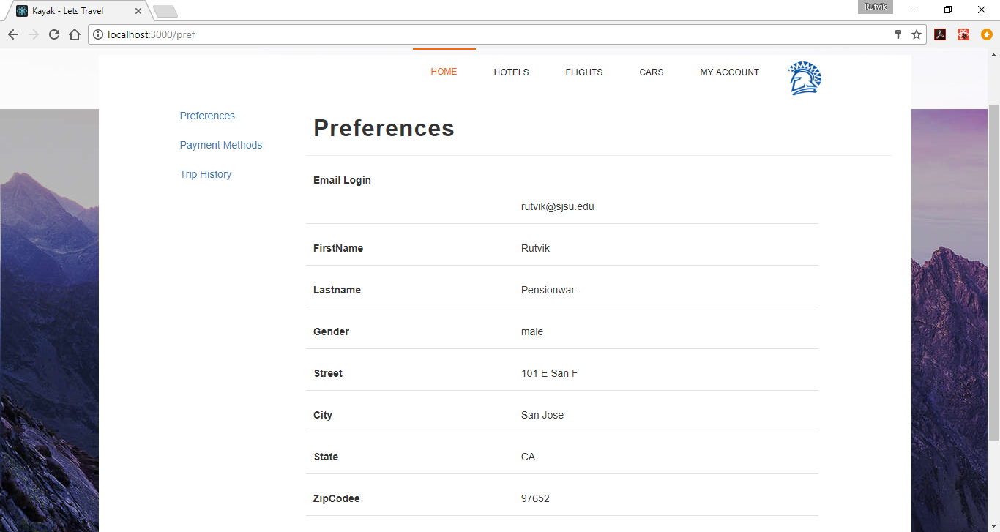 Kayak - Lets Travel
Rutvik
localhost:3000/pref
HOME HOTELS FLIGHTS CARS MY ACCOUNT
Preferences
Payment Methods
Trip History
Preferences
Email Login
rutvik@sjsu.edu
FirstName Rutvik
Lastname Pensionwar
Gender male
Street 101 E San F
City San Jose
State CA
ZipCodee 97652